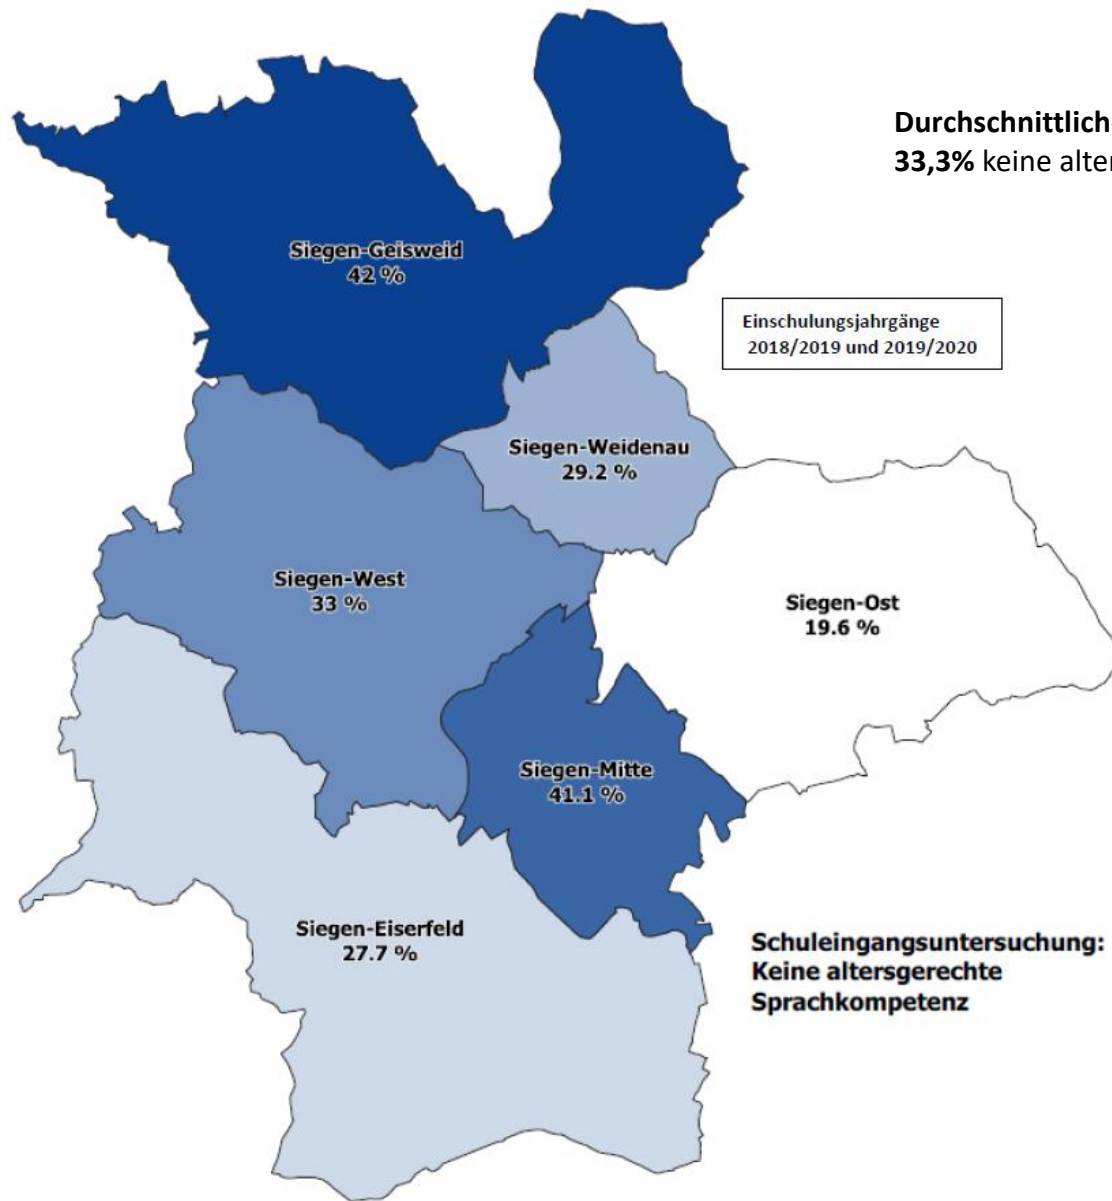 Durchschnittlich
33,3% keine alter
Siegen-Geisweid
42 %
Einschulungsjahrgänge
2018/2019 und 2019/2020
Siegen-Weidenau
29.2 %
Siegen-West
33 %
Siegen-Ost
19.6 %
Siegen-Mitte
41.1 %
Siegen-Eiserfeld
27.7 %
Schuleingangsuntersuchung:
Keine altersgerechte
Sprachkompetenz